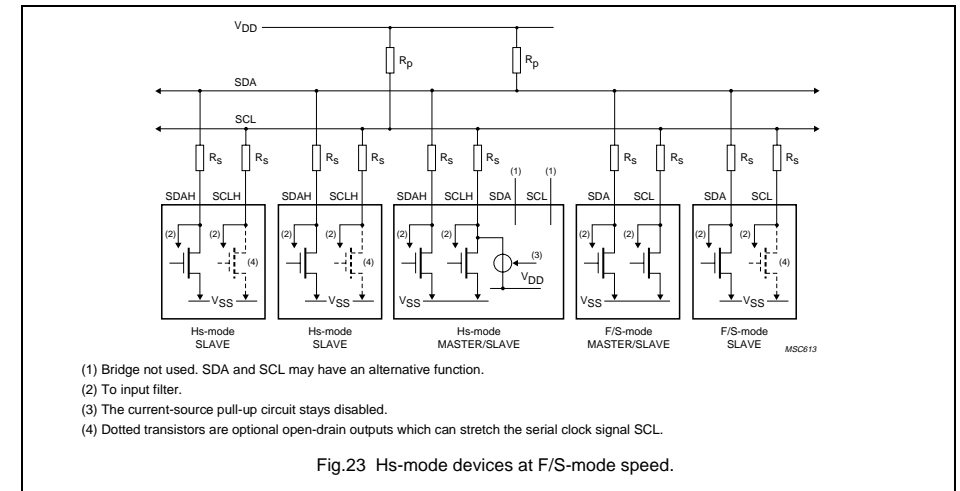 VDD
Rp Rp
SDA
SCL
Rs Rs Rs Rs Rs Rs Rs Rs Rs Rs
(1) (1)
SDAH SCLH SDAH SCLH SDAH SCLH SDA SCL SDA SCL SDA SCL
(2) (2) (2) (2) (2) (2) (2) (2) (2) (2)
(4) (4) (3) (4)
VDD
VSS VSS VSS VSS VSS
Hs-mode Hs-mode Hs-mode F/S-mode F/S-mode
SLAVE SLAVE MASTER/SLAVE MASTER/SLAVE SLAVE
MSC613
(1) Bridge not used. SDA and SCL may have an alternative function.
(2) To input filter.
(3) The current-source pull-up circuit stays disabled.
(4) Dotted transistors are optional open-drain outputs which can stretch the serial clock signal SCL.
Fig.23 Hs-mode devices at F/S-mode speed.